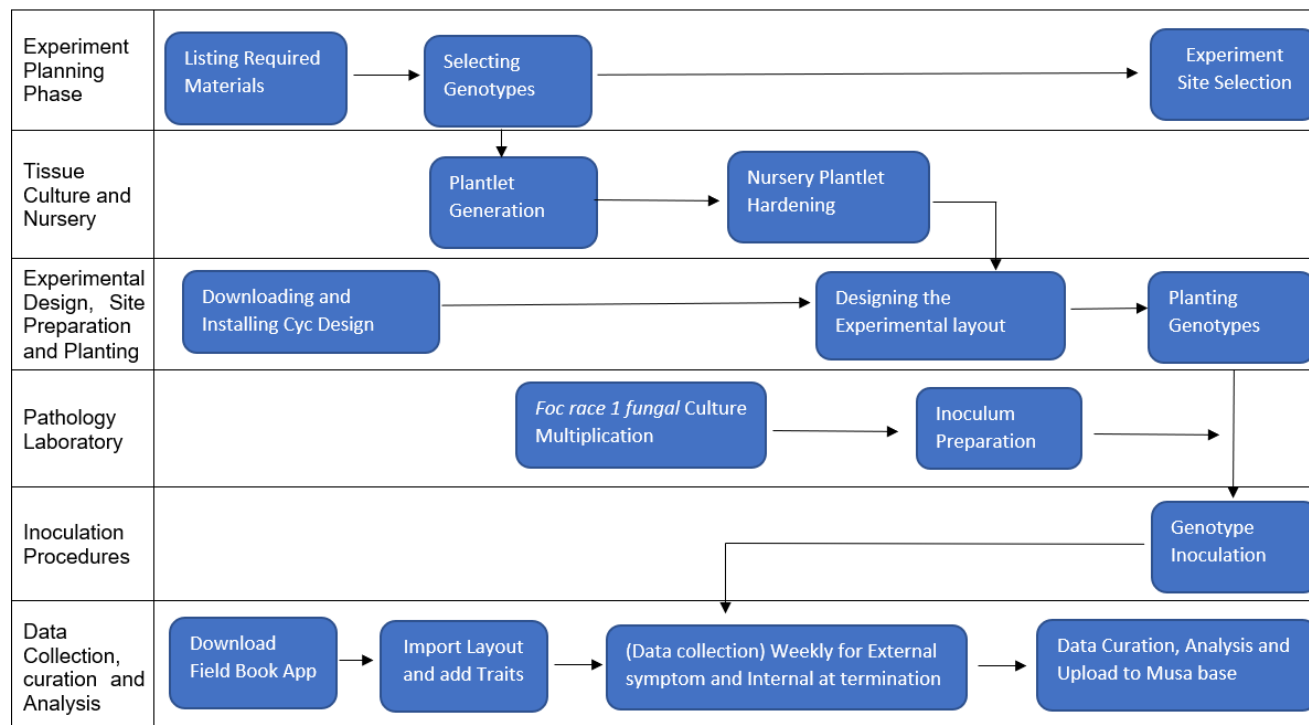 Experiment
Planning
Phase
Listing Required
Materials
Selecting
Genotypes
Experiment
Site Selection
Tissue
Culture and
Nursery
Plantlet
Generation
Nursery Plantlet
Hardening
Experimental
Design, Site
Preparation
and Planting
Downloading and
Installing Cyc Design
Designing the
Experimental layout
Planting
Genotypes
Pathology
Laboratory
Foc race 1 fungal Culture
Multiplication
Inoculum
Preparation
Inoculation
Procedures
Genotype
Inoculation
Data
Collection,
curation and
Analysis
Download
Field Book App
Import Layout
and add Traits
(Data collection) Weekly for External
symptom and Internal at termination
Data Curation, Analysis and
Upload to Musa base